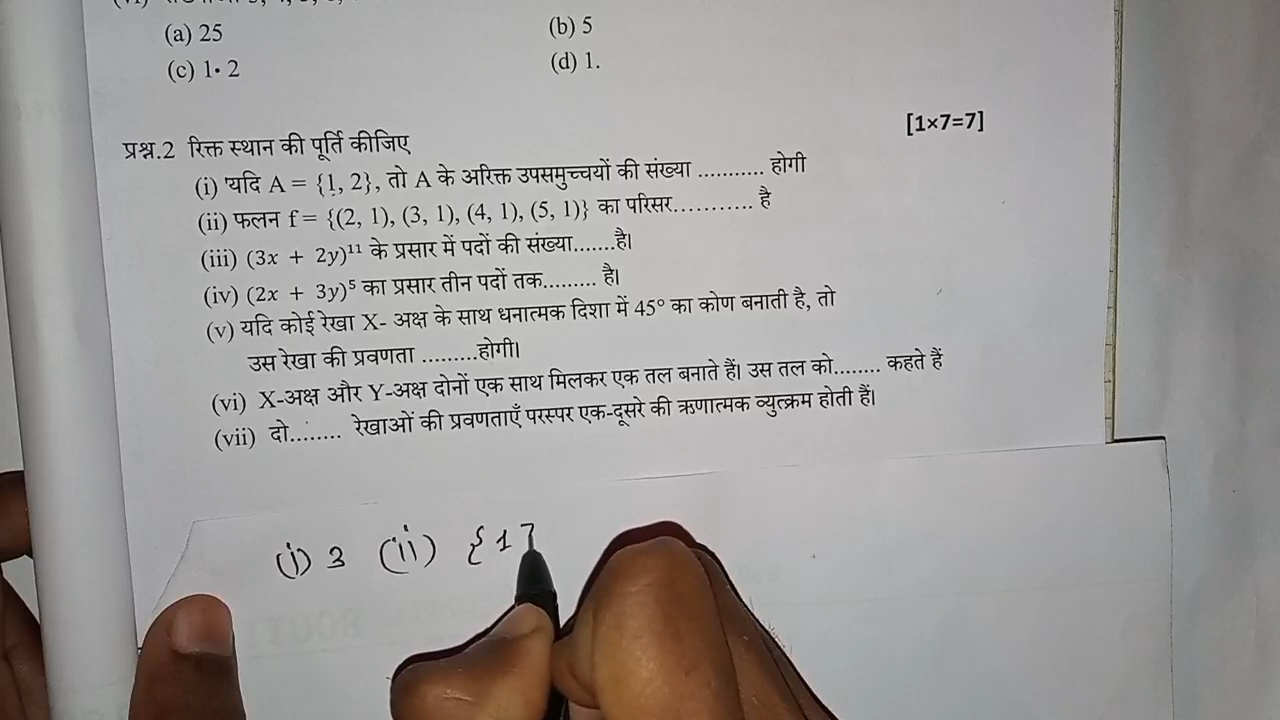 (a) 25 (b) 5
(c) 1• 2 (d) 1.
[1×7=7]
प्रश्न.2 रिक्त स्थान की पूर्ति कीजिए
(i) 'यदि A = {1, 2}, तो A के अरिक्त उपसमुच्चयों की संख्या ........... होगी
(ii) फलन f = {(2, 1), (3, 1), (4, 1), (5, 1)} का परिसर........... है
(iii) (3x + 2y)¹¹ के प्रसार में पदों की संख्या.......है।
(iv) (2x + 3y)⁵ का प्रसार तीन पदों तक......... है।
(v) यदि कोई रेखा X- अक्ष के साथ धनात्मक दिशा में 45° का कोण बनाती है, तो
उस रेखा की प्रवणता .........होगी।
(vi) X-अक्ष और Y-अक्ष दोनों एक साथ मिलकर एक तल बनाते हैं। उस तल को........ कहते हैं
(vii) दो........ रेखाओं की प्रवणताएँ परस्पर एक-दूसरे की ऋणात्मक व्युत्क्रम होती हैं।
(i) 3 (ii) {1